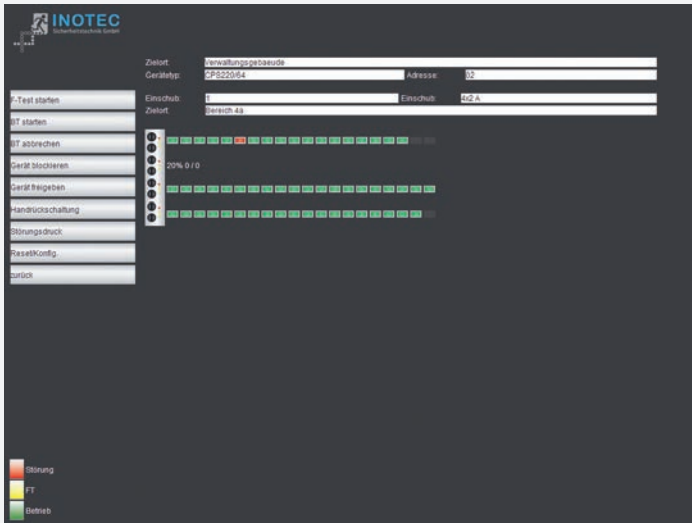 INOTEC
Sicherheitstechnik GmbH
Zielort: Verwaltungsgebaeude
Gerätetyp: CPS220/64 Adresse: 02
Einschub: 1 Einschub: 4x2 A
Zielort: Bereich 4a
F-Test starten
BT starten
BT abbrechen
Gerät blockieren
Gerät freigeben
Handrückschaltung
Störungsdruck
Reset/Konfig.
zurück
20% 0 / 0
Störung
FT
Betrieb